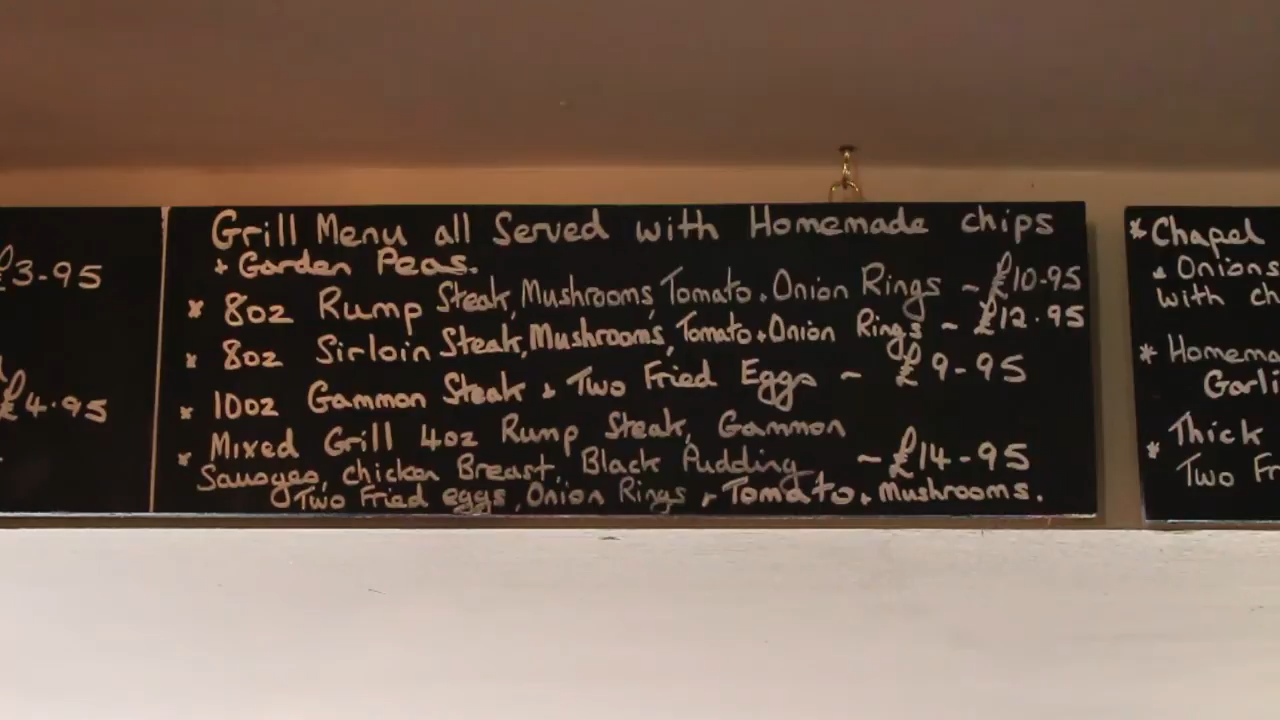 £3-95
£4.95
Grill Menu all Served with Homemade chips
+ Garden Peas.
* 8oz Rump Steak, Mushrooms, Tomato + Onion Rings ~ £10-95
* 8oz Sirloin Steak, Mushrooms, Tomato + Onion Rings ~ £12.95
* 10oz Gammon Steak + Two Fried Eggs ~ £9-95
* Mixed Grill 4oz Rump Steak, Gammon
Sausages, chicken Breast, Black Pudding, ~£14-95
Two Fried eggs, Onion Rings + Tomato + Mushrooms.
* Chapel
+ Onions
with ch
* Homema
Garli
* Thick
Two Fr